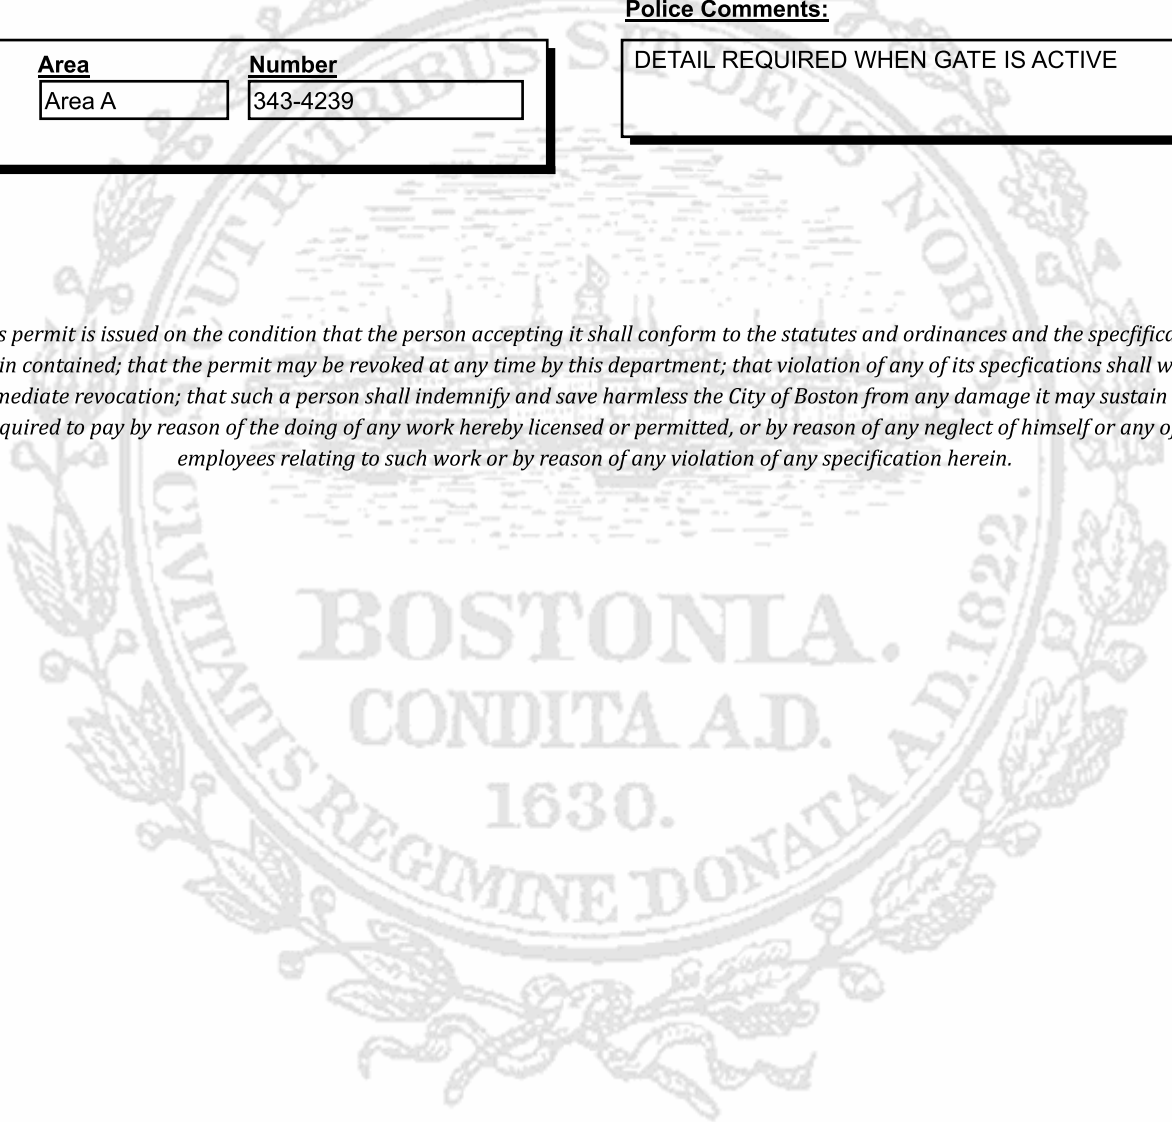 Police Comments:
Area
Number
Area A
343-4239
DETAIL REQUIRED WHEN GATE IS ACTIVE
s permit is issued on the condition that the person accepting it shall conform to the statutes and ordinances and the specfifica
in contained; that the permit may be revoked at any time by this department; that violation of any of its specfications shall w
mediate revocation; that such a person shall indemnify and save harmless the City of Boston from any damage it may sustain
quired to pay by reason of the doing of any work hereby licensed or permitted, or by reason of any neglect of himself or any o
employees relating to such work or by reason of any violation of any specification herein.
SICUT PATRIBUS SIT DEUS NOBIS
BOSTONIA.
CONDITA A.D.
1630.
CIVITATIS REGIMINE DONATA A.D. 1822.